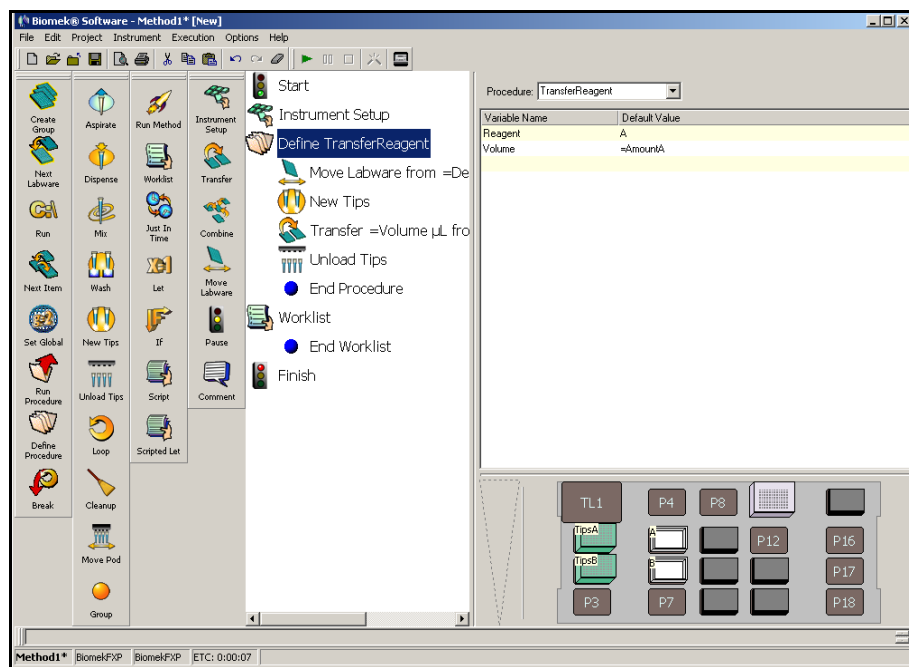 Biomek® Software - Method1* [New]
File Edit Project Instrument Execution Options Help
Create Group
Next Labware
C:\
Run
Next Item
Set Global
Run Procedure
Define Procedure
Break
Aspirate
Dispense
Mix
Wash
New Tips
Unload Tips
Loop
Cleanup
Move Pod
Group
Run Method
Worklist
Just In Time
Let
If
Script
Scripted Let
Instrument Setup
Transfer
Combine
Move Labware
Pause
Comment
Start
Instrument Setup
Define TransferReagent
Move Labware from =De
New Tips
Transfer =Volume µL fro
Unload Tips
End Procedure
Worklist
End Worklist
Finish
Procedure: TransferReagent
Variable Name Default Value
Reagent A
Volume =AmountA
TL1 P4 P8
TipsA A P12 P16
TipsB B P17
P3 P7 P18
Method1* BiomekFXP BiomekFXP ETC: 0:00:07